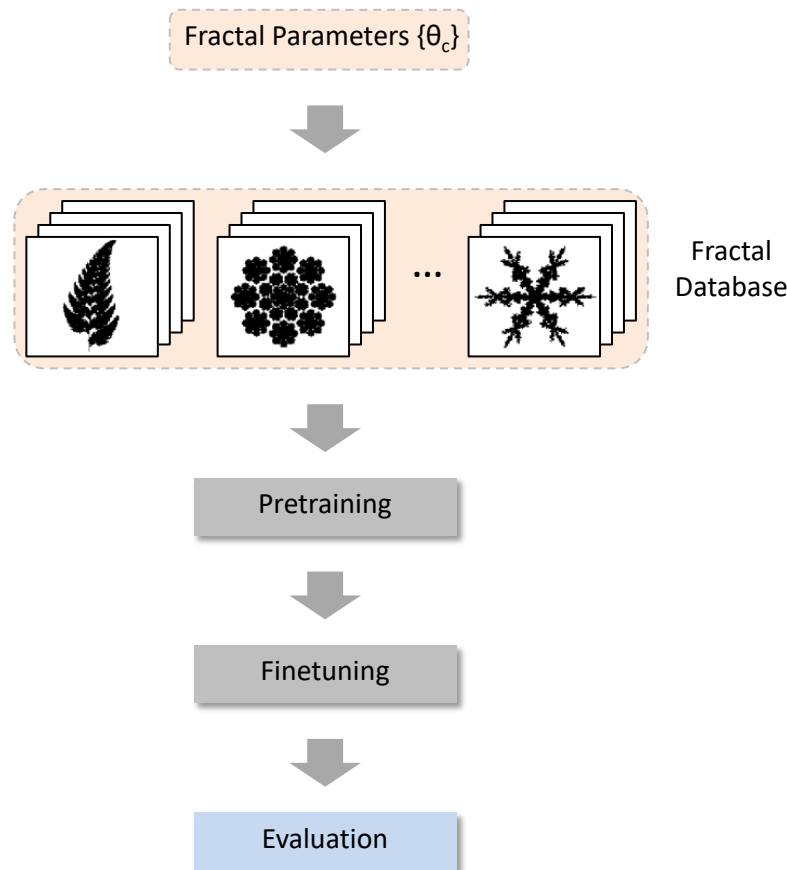 Fractal Parameters {θc}
...
Fractal
Database
Pretraining
Finetuning
Evaluation